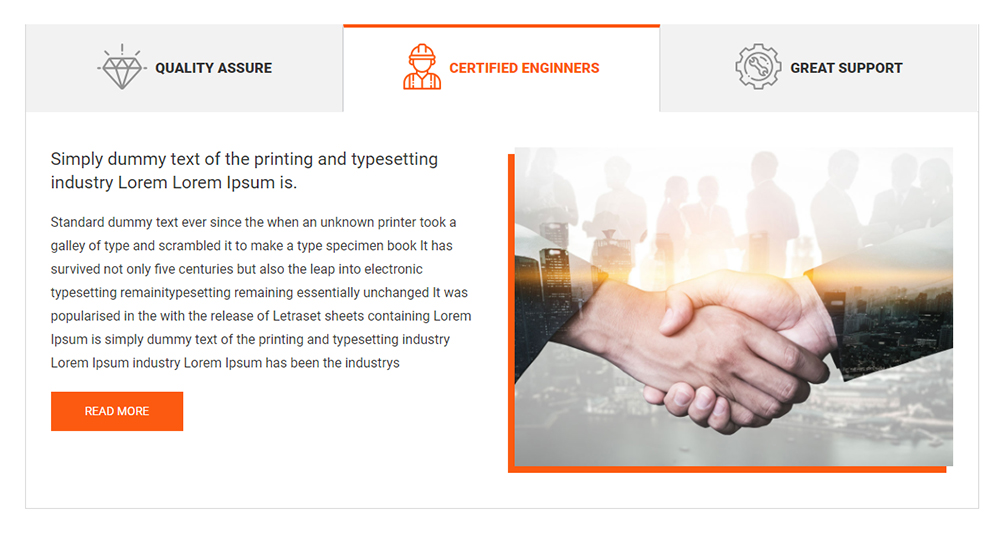 QUALITY ASSURE
CERTIFIED ENGINNERS
GREAT SUPPORT
Simply dummy text of the printing and typesetting
industry Lorem Lorem Ipsum is.
Standard dummy text ever since the when an unknown printer took a
galley of type and scrambled it to make a type specimen book It has
survived not only five centuries but also the leap into electronic
typesetting remainitypesetting remaining essentially unchanged It was
popularised in the with the release of Letraset sheets containing Lorem
Ipsum is simply dummy text of the printing and typesetting industry
Lorem Ipsum industry Lorem Ipsum has been the industrys
READ MORE